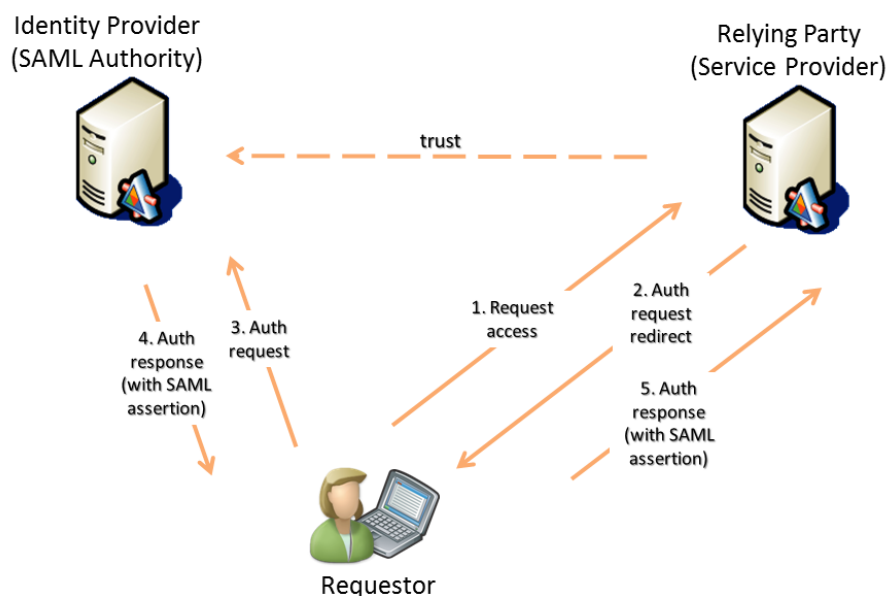 Identity Provider
(SAML Authority)
Relying Party
(Service Provider)
trust
1. Request
access
2. Auth
request
redirect
3. Auth
request
4. Auth
response
(with SAML
assertion)
5. Auth
response
(with SAML
assertion)
Requestor